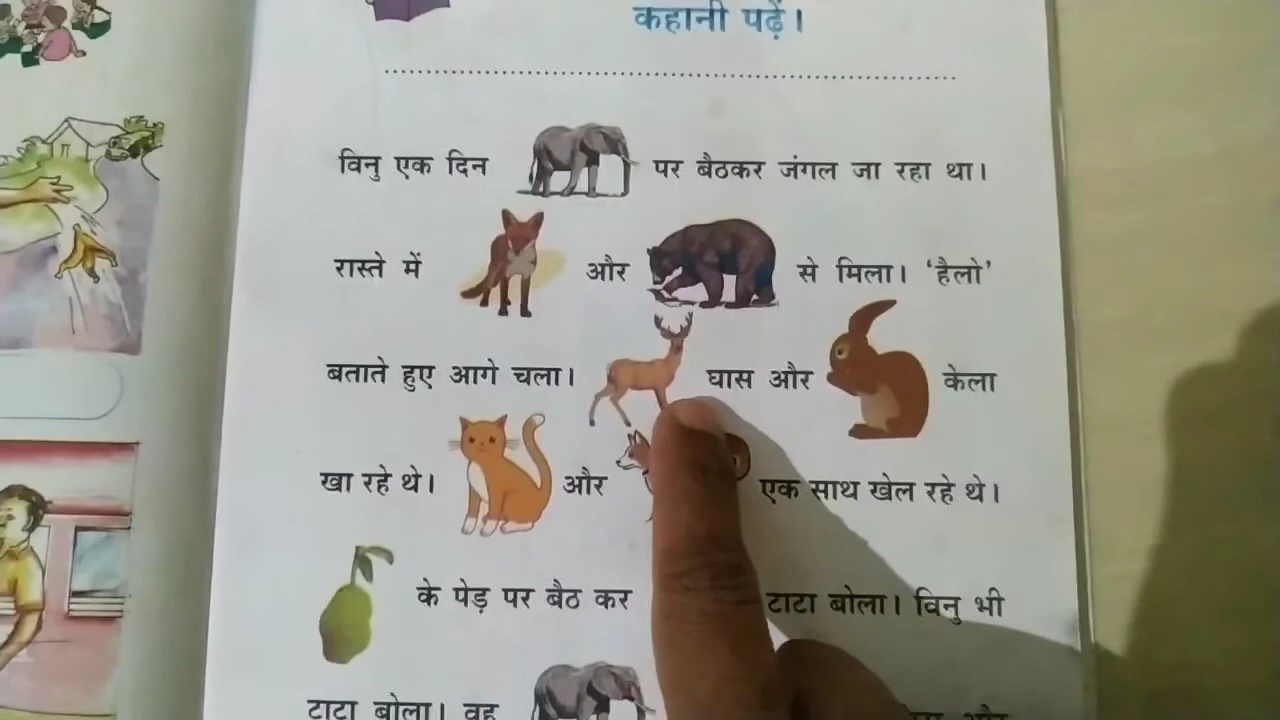 कहानी पढ़ें।
विनु एक दिन पर बैठकर जंगल जा रहा था।
रास्ते में और से मिला। ‘हैलो’
बताते हुए आगे चला। घास और केला
खा रहे थे। और एक साथ खेल रहे थे।
के पेड़ पर बैठ कर टाटा बोला। विनु भी
टाटा बोला। वह और